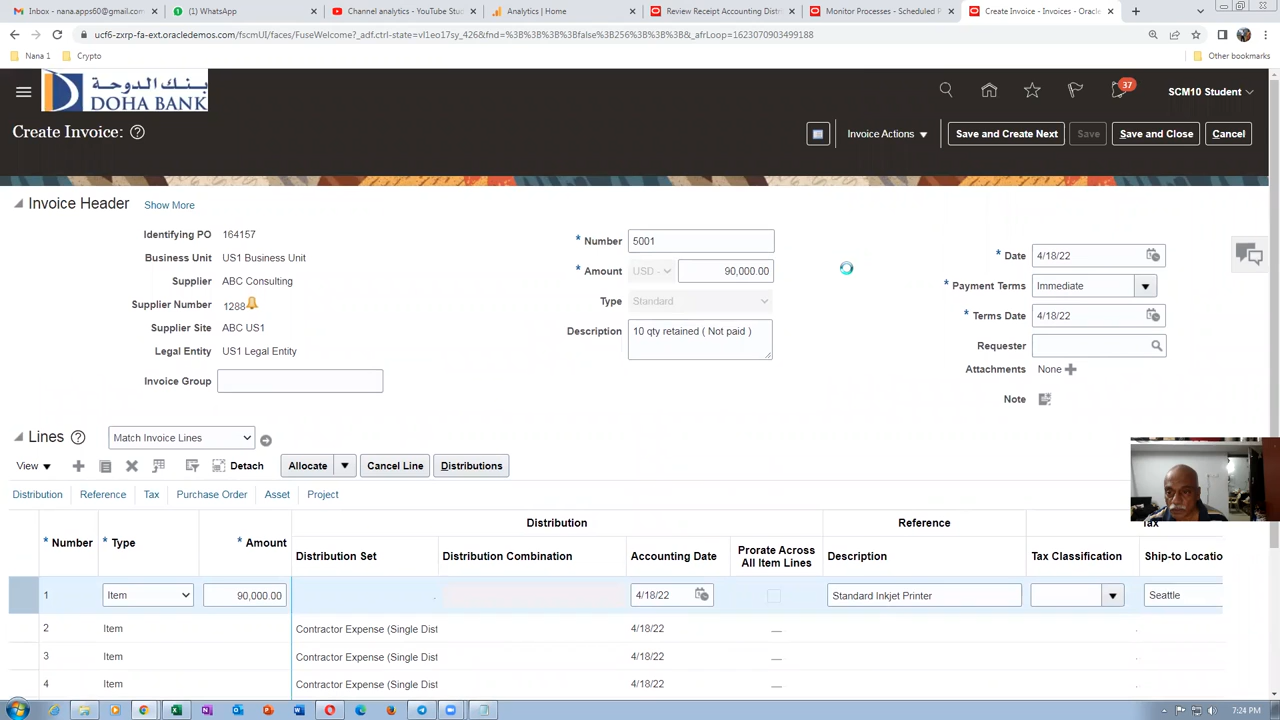 Inbox - nana.apps60@gmail.com
(211) WhatsApp
Channel analytics - YouTube Stu
Analytics | Home
Review Receipt Accounting Distri
Monitor Processes - Scheduled P
Create Invoice - Invoices - Oracle
ucf6-zxrp-fa-ext.oracledemos.com/fscmUI/faces/FuseWelcome?_adf.ctrl-state=vl1eo17sy_426&fnd=%3B%3B%3B%3Bfalse%3B256%3B%3B%3B&_afrLoop=1623070903499188
Nana 1
Crypto
Other bookmarks
بنك الدوحة
DOHA BANK
37
SCM10 Student
Create Invoice:
Invoice Actions
Save and Create Next
Save
Save and Close
Cancel
Invoice Header
Show More
Identifying PO 164157
Business Unit US1 Business Unit
Supplier ABC Consulting
Supplier Number 1288
Supplier Site ABC US1
Legal Entity US1 Legal Entity
Invoice Group
* Number 5001
* Amount USD - 90,000.00
Type Standard
Description 10 qty retained ( Not paid )
* Date 4/18/22
* Payment Terms Immediate
* Terms Date 4/18/22
Requester
Attachments None
Note
Lines
Match Invoice Lines
View
Detach
Allocate
Cancel Line
Distributions
Distribution
Reference
Tax
Purchase Order
Asset
Project
* Number
* Type
* Amount
Distribution
Reference
Distribution Set
Distribution Combination
Accounting Date
Prorate Across
All Item Lines
Description
Tax Classification
Ship-to Locatio
1 Item 90,000.00 4/18/22 Standard Inkjet Printer Seattle
2 Item Contractor Expense (Single Dist 4/18/22
3 Item Contractor Expense (Single Dist 4/18/22
4 Item Contractor Expense (Single Dist 4/18/22
7:24 PM